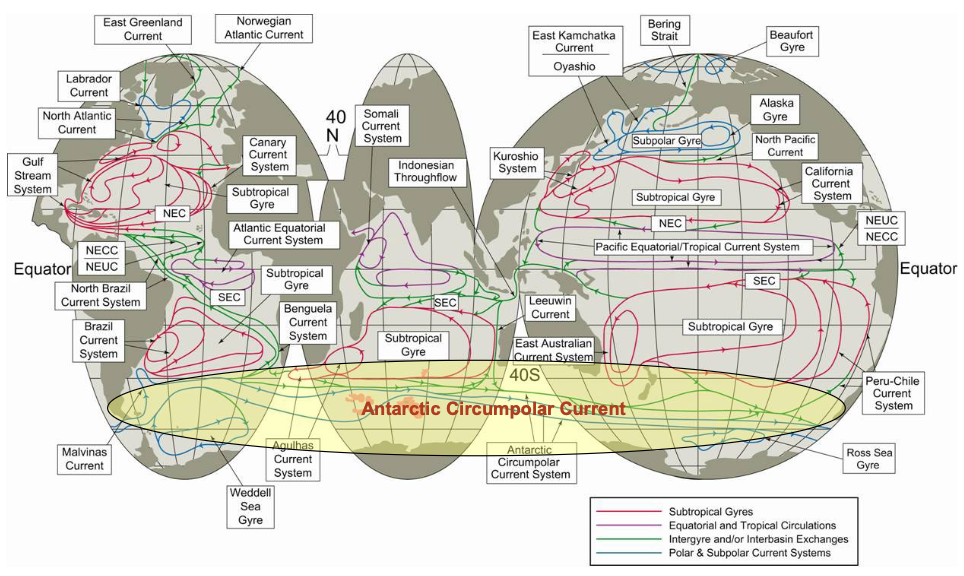 East Greenland
Current
Norwegian
Atlantic Current
Bering
Strait
Beaufort
Gyre
East Kamchatka
Current
Oyashio
Labrador
Current
North Atlantic
Current
40
N
Somali
Current
System
Alaska
Gyre
Subpolar Gyre
North Pacific
Current
Gulf
Stream
System
Canary
Current
System
Indonesian
Throughflow
Kuroshio
System
California
Current
System
Subtropical
Gyre
Subtropical Gyre
NEC
NEC
NEUC
NECC
Atlantic Equatorial
Current System
Pacific Equatorial/Tropical Current System
NECC
NEUC
Equator
Equator
North Brazil
Current System
Subtropical
Gyre
SEC
SEC
SEC
Benguela
Current
System
Leeuwin
Current
Brazil
Current
System
Subtropical
Gyre
East Australian
Current System
Subtropical Gyre
40S
Peru-Chile
Current
System
Antarctic Circumpolar Current
Malvinas
Current
Agulhas
Current
System
Antarctic
Circumpolar
Current System
Ross Sea
Gyre
Weddell
Sea
Gyre
Subtropical Gyres
Equatorial and Tropical Circulations
Intergyre and/or Interbasin Exchanges
Polar & Subpolar Current Systems